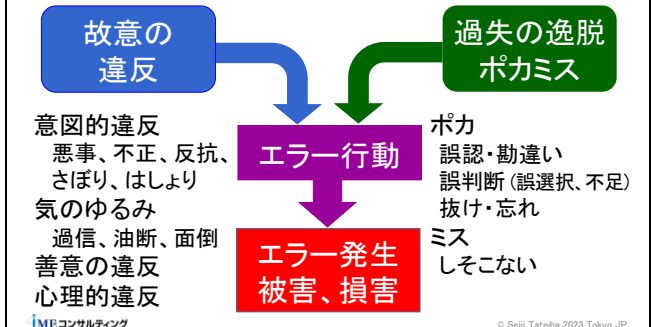 故意の
違反
過失の逸脱
ポカミス
意図的違反
悪事、不正、反抗、
さぼり、はしょり
気のゆるみ
過信、油断、面倒
善意の違反
心理的違反
エラー行動
エラー発生
被害、損害
ポカ
誤認・勘違い
誤判断(誤選択、不足)
抜け・忘れ
ミス
しそこない
iMEコンサルティング
© Seiji Tateiba 2023 Tokyo JP